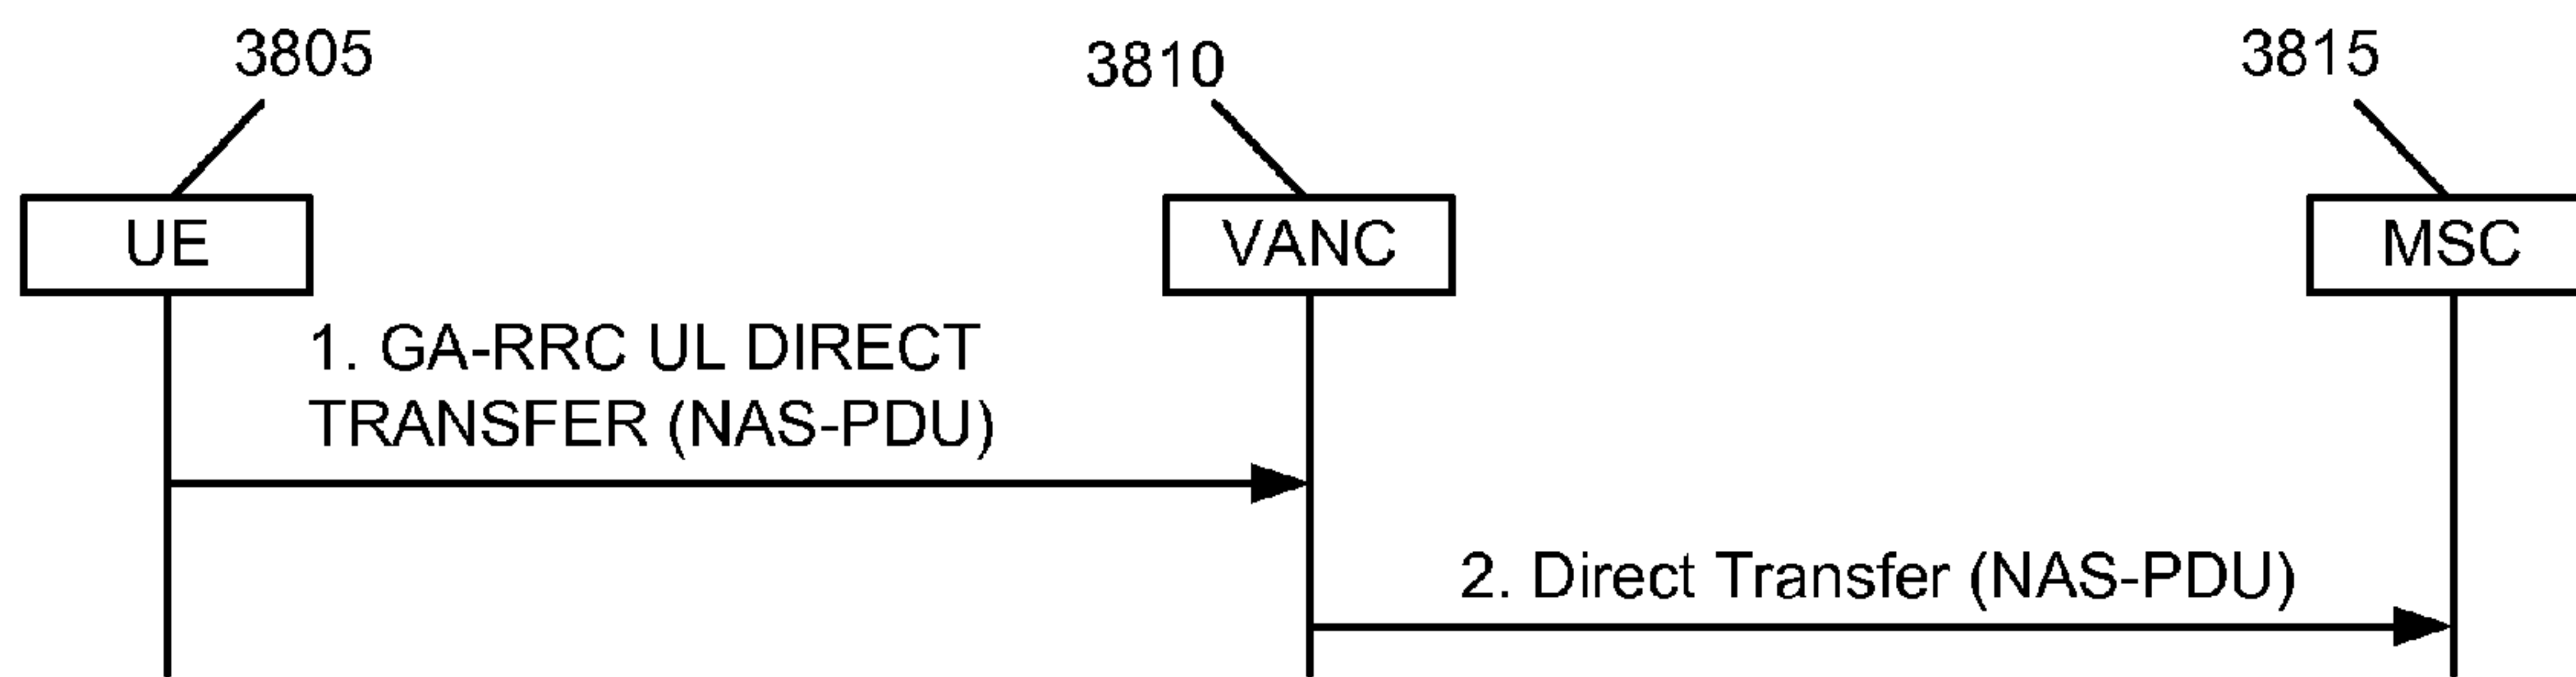 3805
3810
3815
UE
VANC
MSC
1. GA-RRC UL DIRECT
TRANSFER (NAS-PDU)
2. Direct Transfer (NAS-PDU)